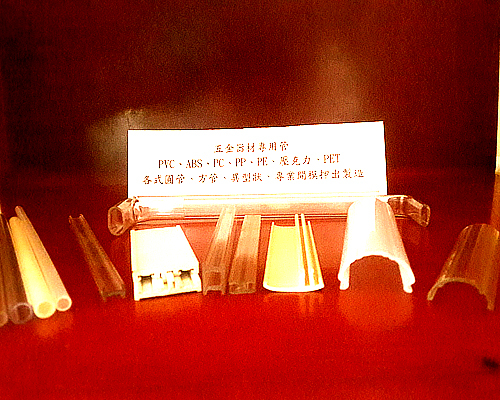 五金器材專用管
PVC、ABS、PC、PP、PE、壓克力、PET
各式圓管、方管、異型狀、專業開模押出製造